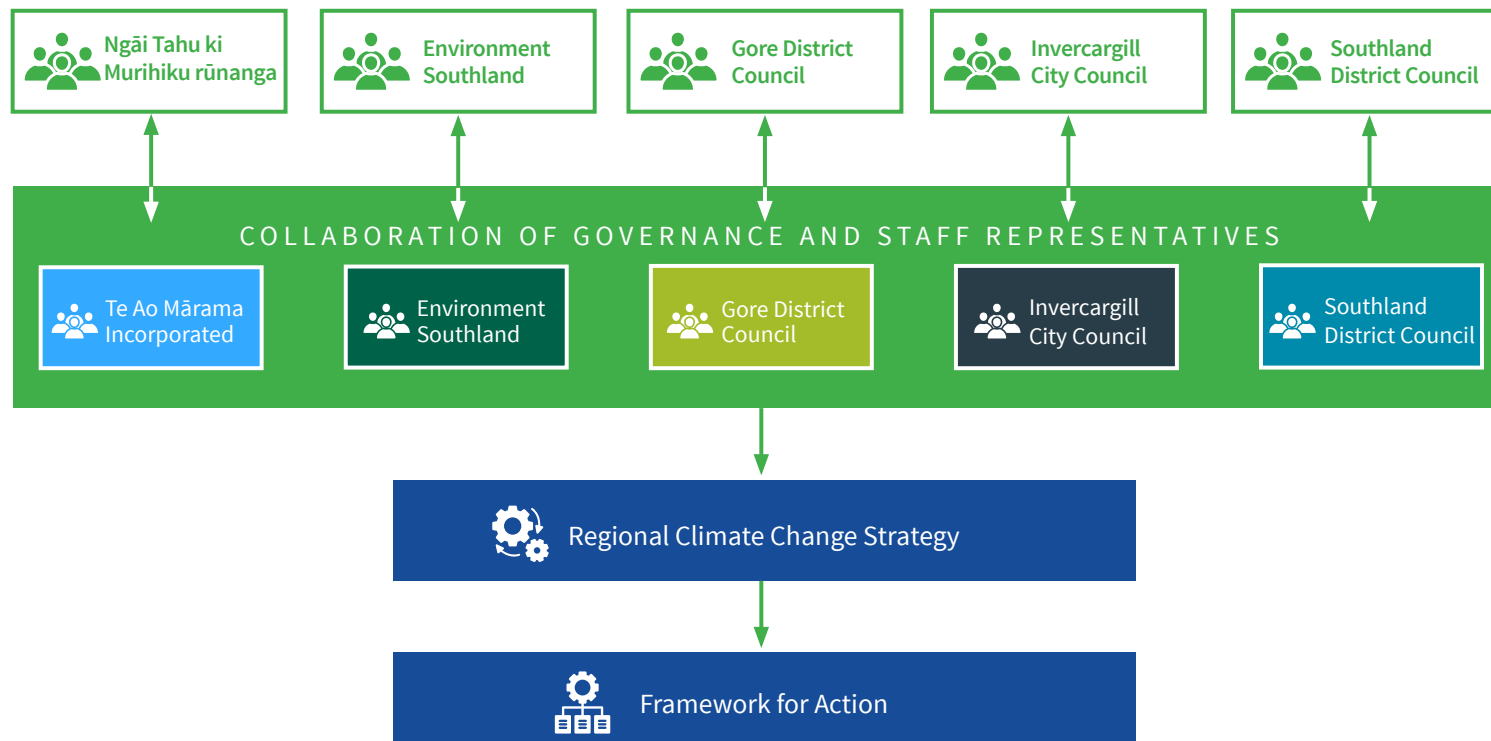 Ngāi Tahu ki
Murihiku rūnanga
Environment
Southland
Gore District
Council
Invercargill
City Council
Southland
District Council
COLLABORATION OF GOVERNANCE AND STAFF REPRESENTATIVES
Te Ao Mārama
Incorporated
Environment
Southland
Gore District
Council
Invercargill
City Council
Southland
District Council
Regional Climate Change Strategy
Framework for Action